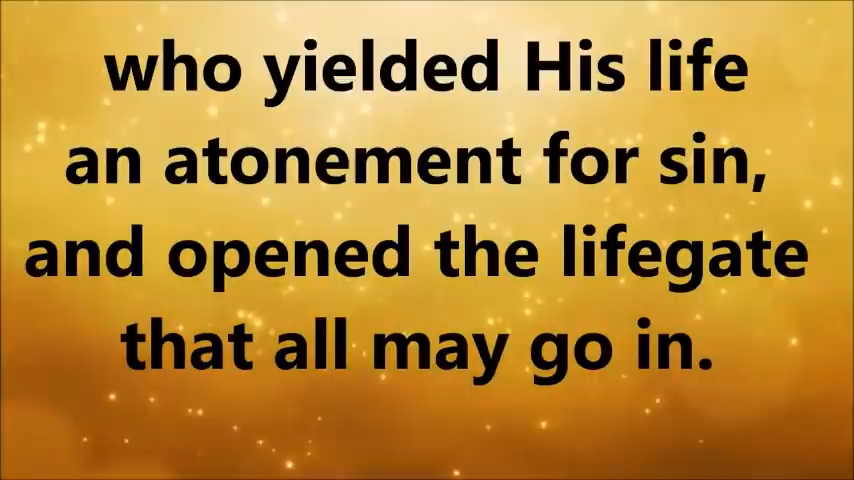 who yielded His life
an atonement for sin,
and opened the lifegate
that all may go in.